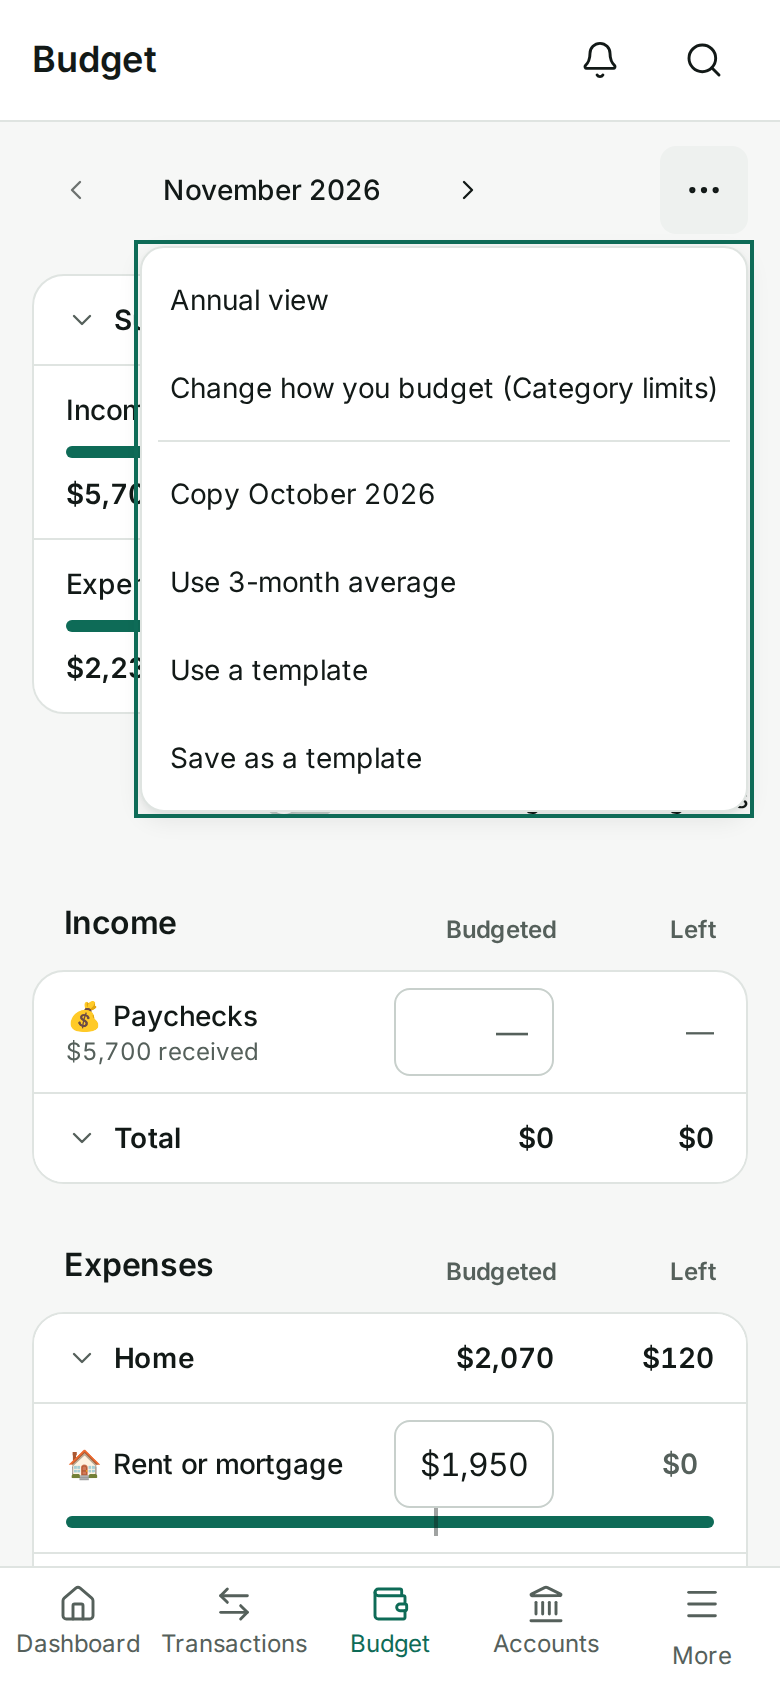 Budget
November 2026
Annual view
Change how you budget (Category limits)
Copy October 2026
Use 3-month average
Use a template
Save as a template
Income
Budgeted
Left
Paychecks
—
—
$5,700 received
Total
$0
$0
Expenses
Budgeted
Left
Home
$2,070
$120
Rent or mortgage
$1,950
$0
Dashboard
Transactions
Budget
Accounts
More